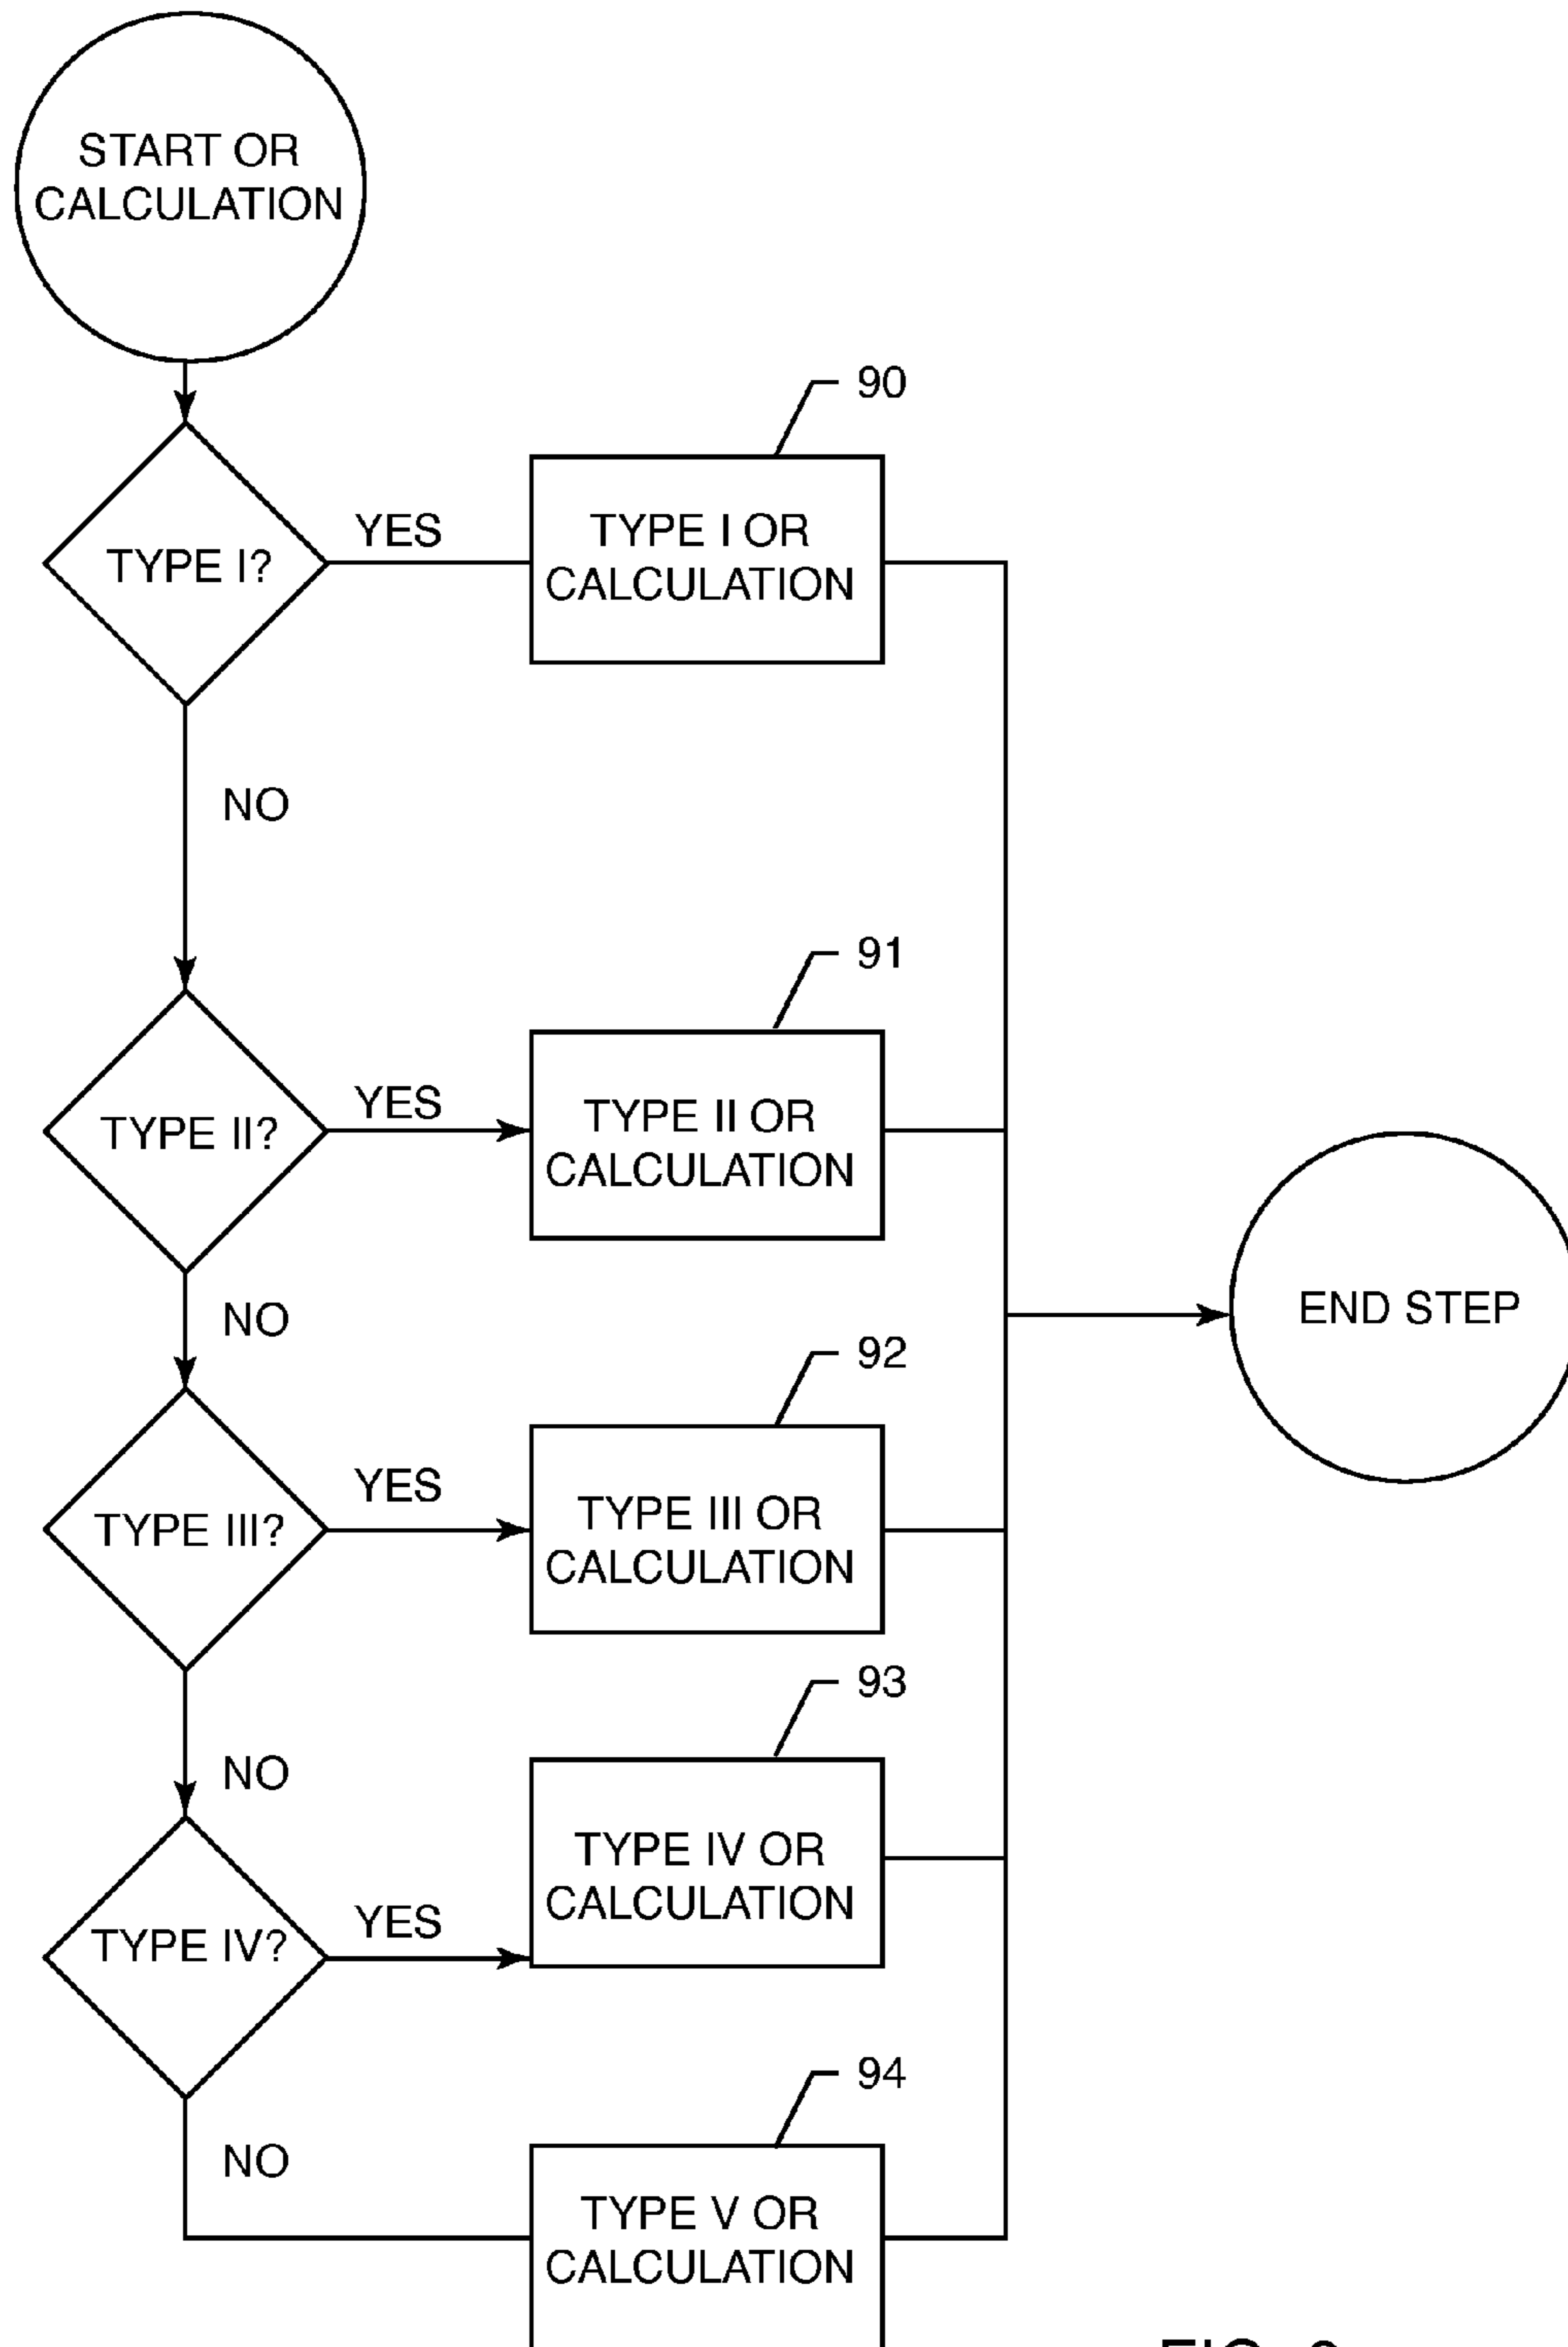 START OR
CALCULATION
90
TYPE I?
YES
TYPE I OR
CALCULATION
NO
91
TYPE II?
YES
TYPE II OR
CALCULATION
NO
END STEP
92
TYPE III?
YES
TYPE III OR
CALCULATION
93
NO
TYPE IV OR
CALCULATION
TYPE IV?
YES
94
NO
TYPE V OR
CALCULATION